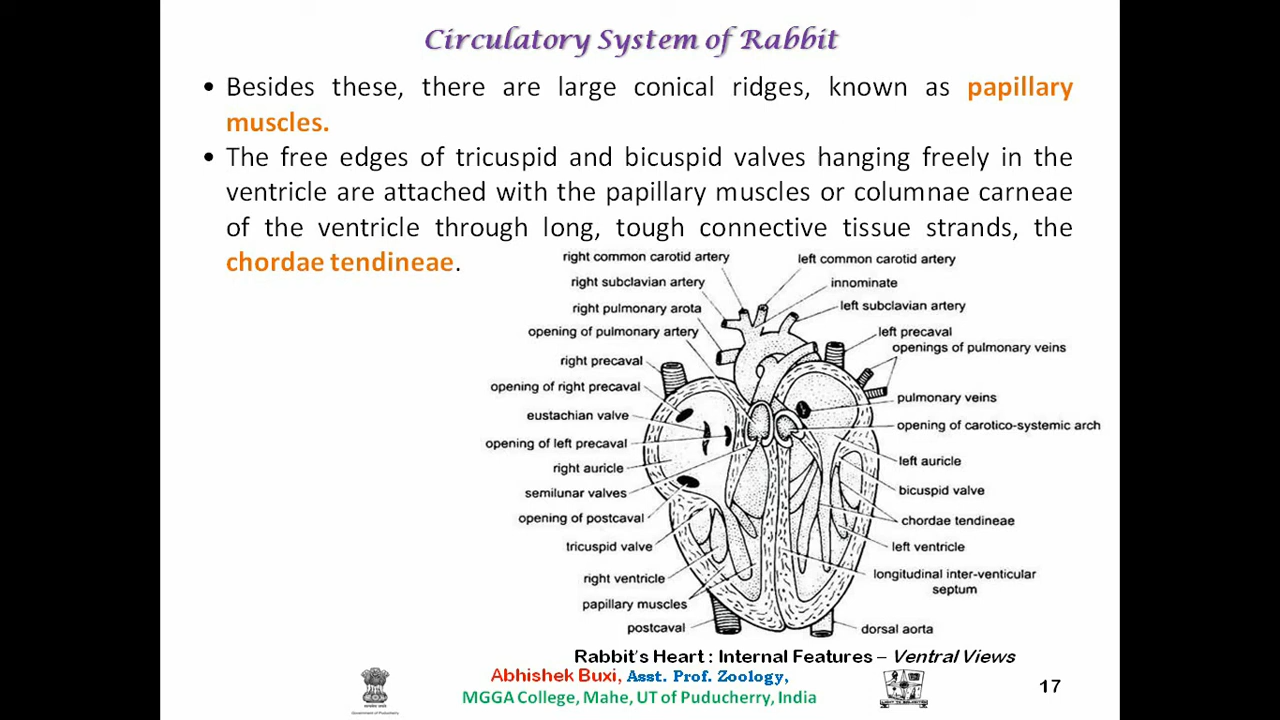 Circulatory System of Rabbit
• Besides these, there are large conical ridges, known as papillary
muscles.
• The free edges of tricuspid and bicuspid valves hanging freely in the
ventricle are attached with the papillary muscles or columnae carneae
of the ventricle through long, tough connective tissue strands, the
chordae tendineae.
right common carotid artery
right subclavian artery
right pulmonary arota
opening of pulmonary artery
right precaval
opening of right precaval
eustachian valve
opening of left precaval
right auricle
semilunar valves
opening of postcaval
tricuspid valve
right ventricle
papillary muscles
postcaval
left common carotid artery
innominate
left subclavian artery
left precaval
openings of pulmonary veins
pulmonary veins
opening of carotico-systemic arch
left auricle
bicuspid valve
chordae tendineae
left ventricle
longitudinal inter-venticular
septum
dorsal aorta
Rabbit's Heart : Internal Features – Ventral Views
Abhishek Buxi, Asst. Prof. Zoology,
MGGA College, Mahe, UT of Puducherry, India
Government of Puducherry
17